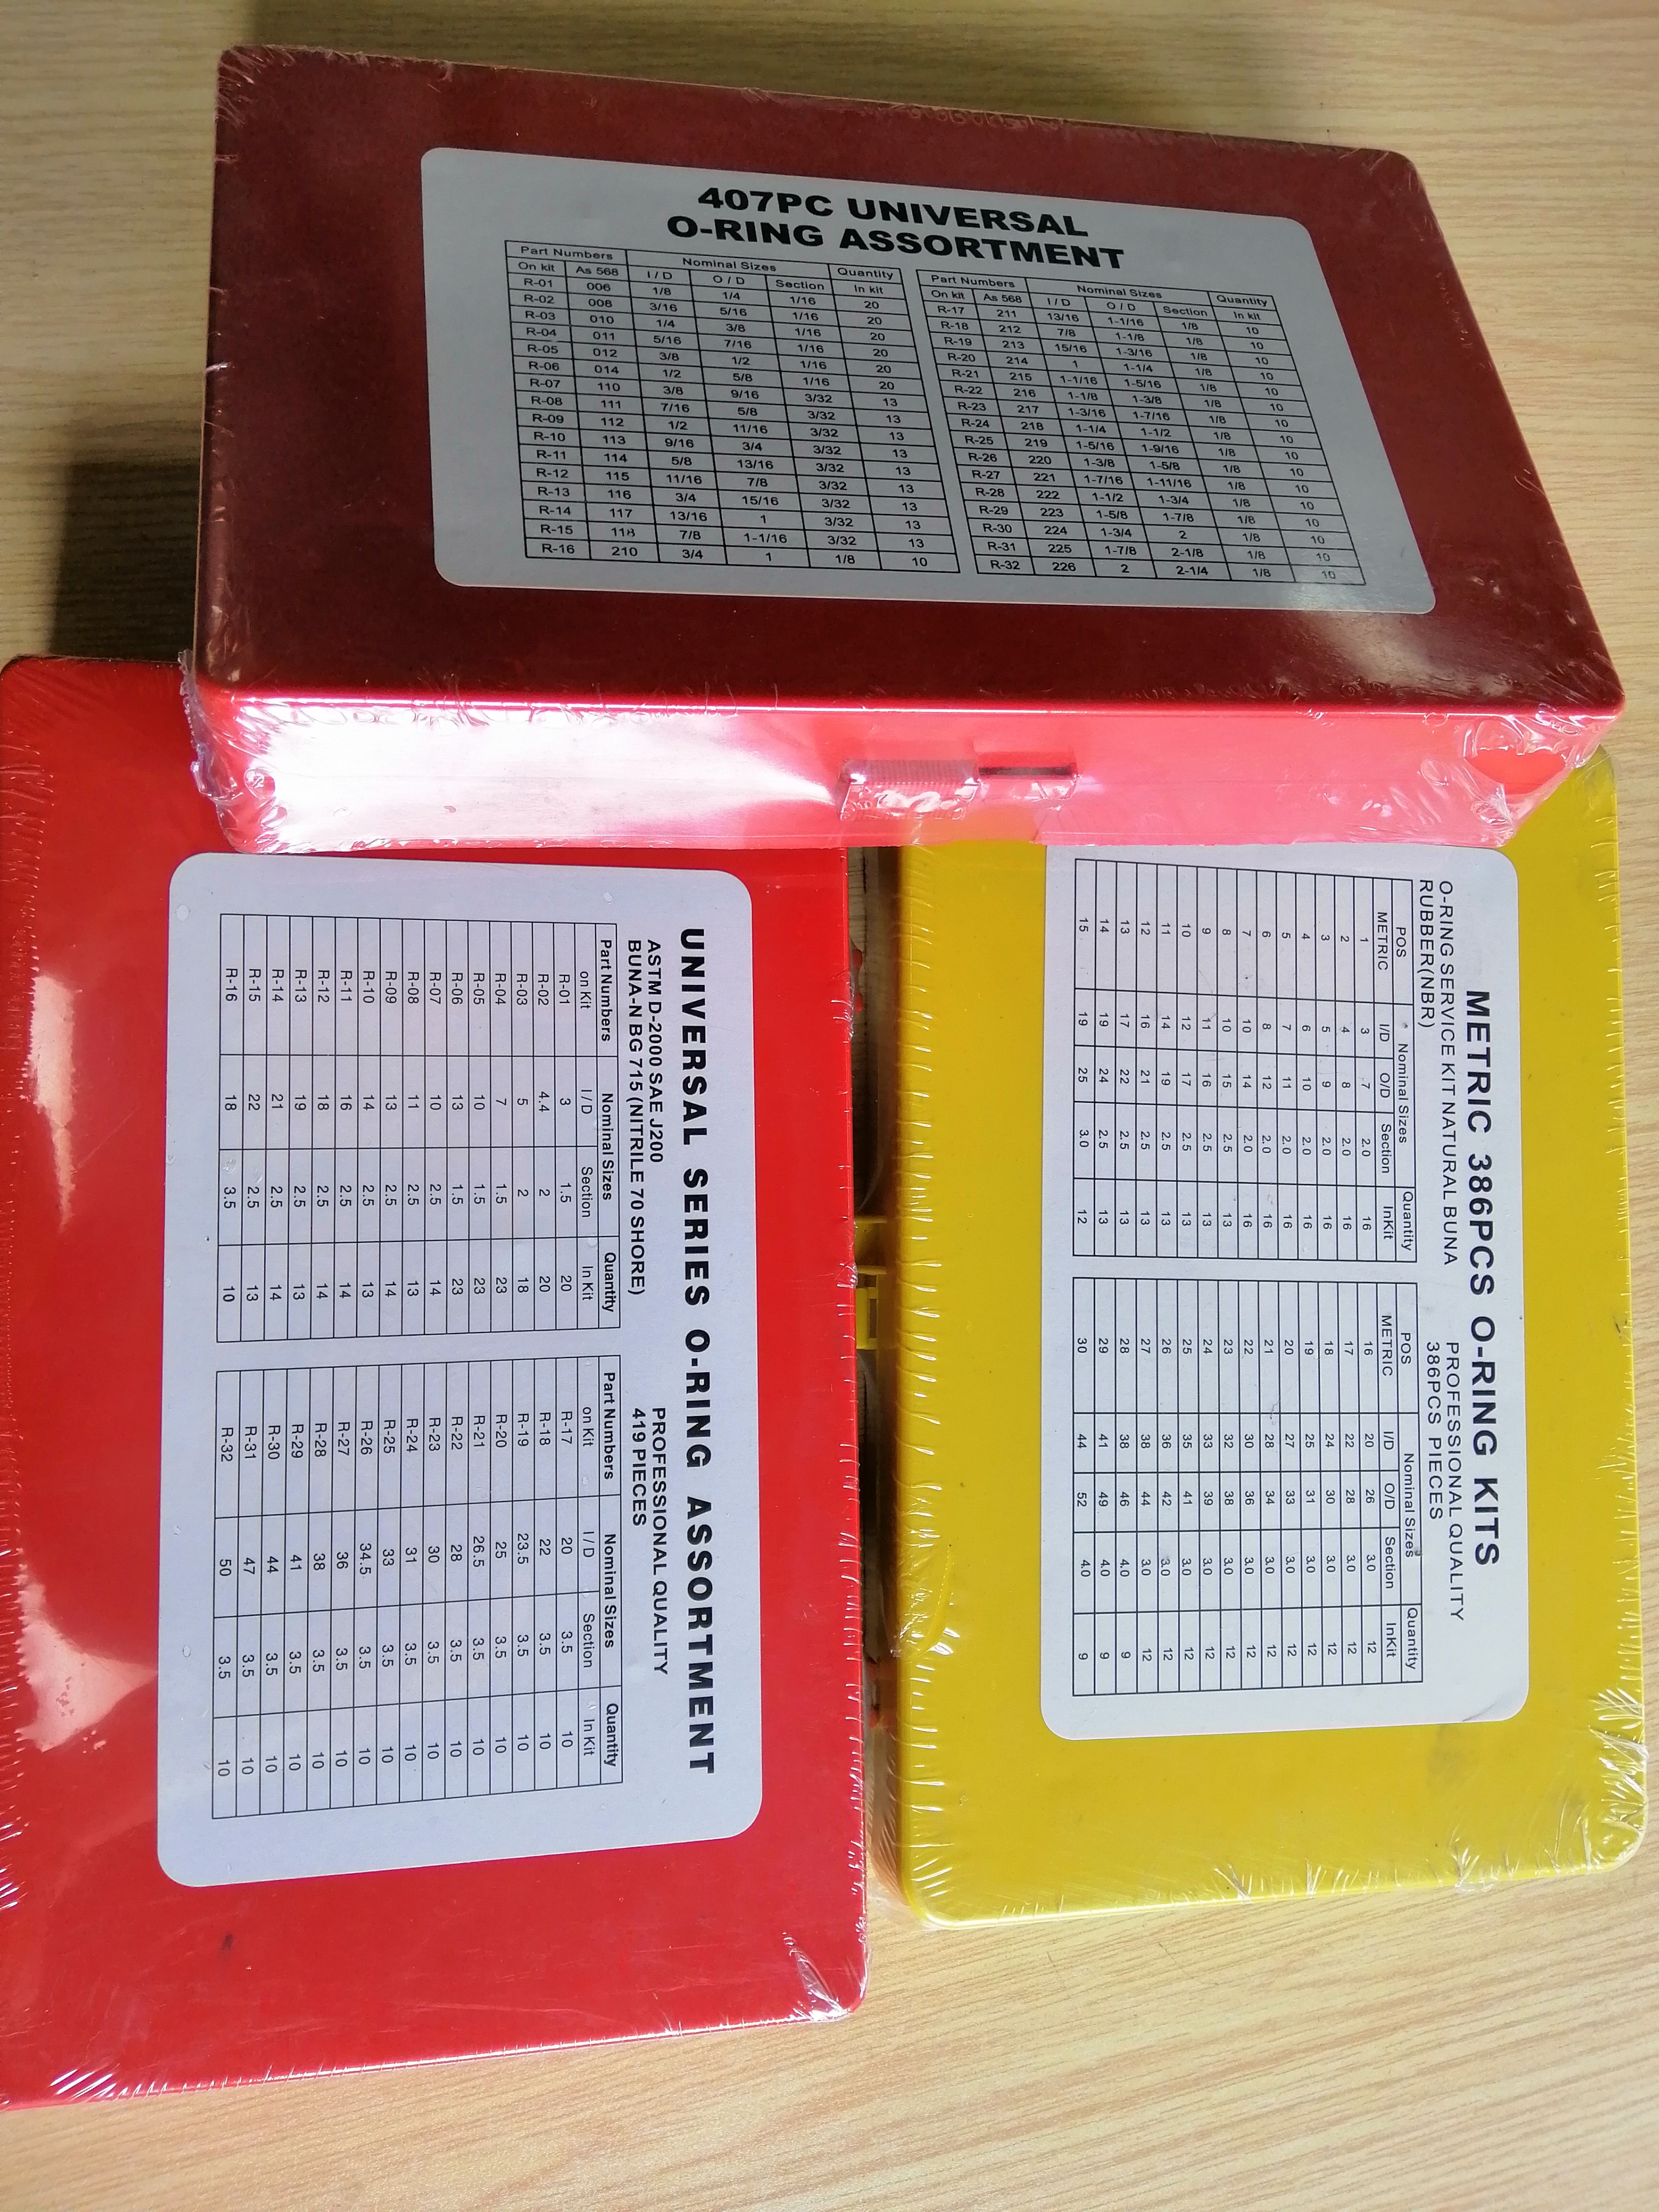 407PC UNIVERSAL
O-RING ASSORTMENT
Part Numbers Nominal Sizes Quantity
On kit As 568 I / D O / D Section In kit
R-01 006 1/8 1/4 1/16 20
R-02 008 3/16 5/16 1/16 20
R-03 010 1/4 3/8 1/16 20
R-04 011 5/16 7/16 1/16 20
R-05 012 3/8 1/2 1/16 20
R-06 014 1/2 5/8 1/16 20
R-07 110 3/8 9/16 3/32 13
R-08 111 7/16 5/8 3/32 13
R-09 112 1/2 11/16 3/32 13
R-10 113 9/16 3/4 3/32 13
R-11 114 5/8 13/16 3/32 13
R-12 115 11/16 7/8 3/32 13
R-13 116 3/4 15/16 3/32 13
R-14 117 13/16 1 3/32 13
R-15 118 7/8 1-1/16 3/32 13
R-16 210 3/4 1 1/8 10
Part Numbers Nominal Sizes Quantity
On kit As 568 I / D O / D Section In kit
R-17 211 13/16 1-1/16 1/8 10
R-18 212 7/8 1-1/8 1/8 10
R-19 213 15/16 1-3/16 1/8 10
R-20 214 1 1-1/4 1/8 10
R-21 215 1-1/16 1-5/16 1/8 10
R-22 216 1-1/8 1-3/8 1/8 10
R-23 217 1-3/16 1-7/16 1/8 10
R-24 218 1-1/4 1-1/2 1/8 10
R-25 219 1-5/16 1-9/16 1/8 10
R-26 220 1-3/8 1-5/8 1/8 10
R-27 221 1-7/16 1-11/16 1/8 10
R-28 222 1-1/2 1-3/4 1/8 10
R-29 223 1-5/8 1-7/8 1/8 10
R-30 224 1-3/4 2 1/8 10
R-31 225 1-7/8 2-1/8 1/8 10
R-32 226 2 2-1/4 1/8 10
METRIC 386PCS O-RING KITS
O-RING SERVICE KIT NATURAL BUNA PROFESSIONAL QUALITY
RUBBER(NBR) 386PCS PIECES
POS Nominal Sizes Quantity
METRIC I/D O/D Section InKit
1 3 7 2.0 16
2 4 8 2.0 16
3 5 9 2.0 16
4 6 10 2.0 16
5 7 11 2.0 16
6 8 12 2.0 16
7 10 14 2.0 16
8 10 15 2.5 13
9 11 16 2.5 13
10 12 17 2.5 13
11 14 19 2.5 13
12 16 21 2.5 13
13 17 22 2.5 13
14 19 24 2.5 13
15 19 25 3.0 12
POS Nominal Sizes Quantity
METRIC I/D O/D Section InKit
16 20 26 3.0 12
17 22 28 3.0 12
18 24 30 3.0 12
19 25 31 3.0 12
20 27 33 3.0 12
21 28 34 3.0 12
22 30 36 3.0 12
23 32 38 3.0 12
24 33 39 3.0 12
25 35 41 3.0 12
26 36 42 3.0 12
27 38 44 3.0 12
28 38 46 4.0 9
29 41 49 4.0 9
30 44 52 4.0 9
UNIVERSAL SERIES O-RING ASSORTMENT
ASTM D-2000 SAE J200 PROFESSIONAL QUALITY
BUNA-N BG 715 (NITRILE 70 SHORE) 419 PIECES
Part Numbers Nominal Sizes Quantity
on Kit I / D Section In Kit
R-01 3 1.5 20
R-02 4.4 2 20
R-03 5 2 18
R-04 7 1.5 23
R-05 10 1.5 23
R-06 13 1.5 23
R-07 10 2.5 14
R-08 11 2.5 13
R-09 13 2.5 14
R-10 14 2.5 13
R-11 16 2.5 14
R-12 18 2.5 14
R-13 19 2.5 13
R-14 21 2.5 14
R-15 22 2.5 13
R-16 18 3.5 10
Part Numbers Nominal Sizes Quantity
on Kit I / D Section In Kit
R-17 20 3.5 10
R-18 22 3.5 10
R-19 23.5 3.5 10
R-20 25 3.5 10
R-21 26.5 3.5 10
R-22 28 3.5 10
R-23 30 3.5 10
R-24 31 3.5 10
R-25 33 3.5 10
R-26 34.5 3.5 10
R-27 36 3.5 10
R-28 38 3.5 10
R-29 41 3.5 10
R-30 44 3.5 10
R-31 47 3.5 10
R-32 50 3.5 10